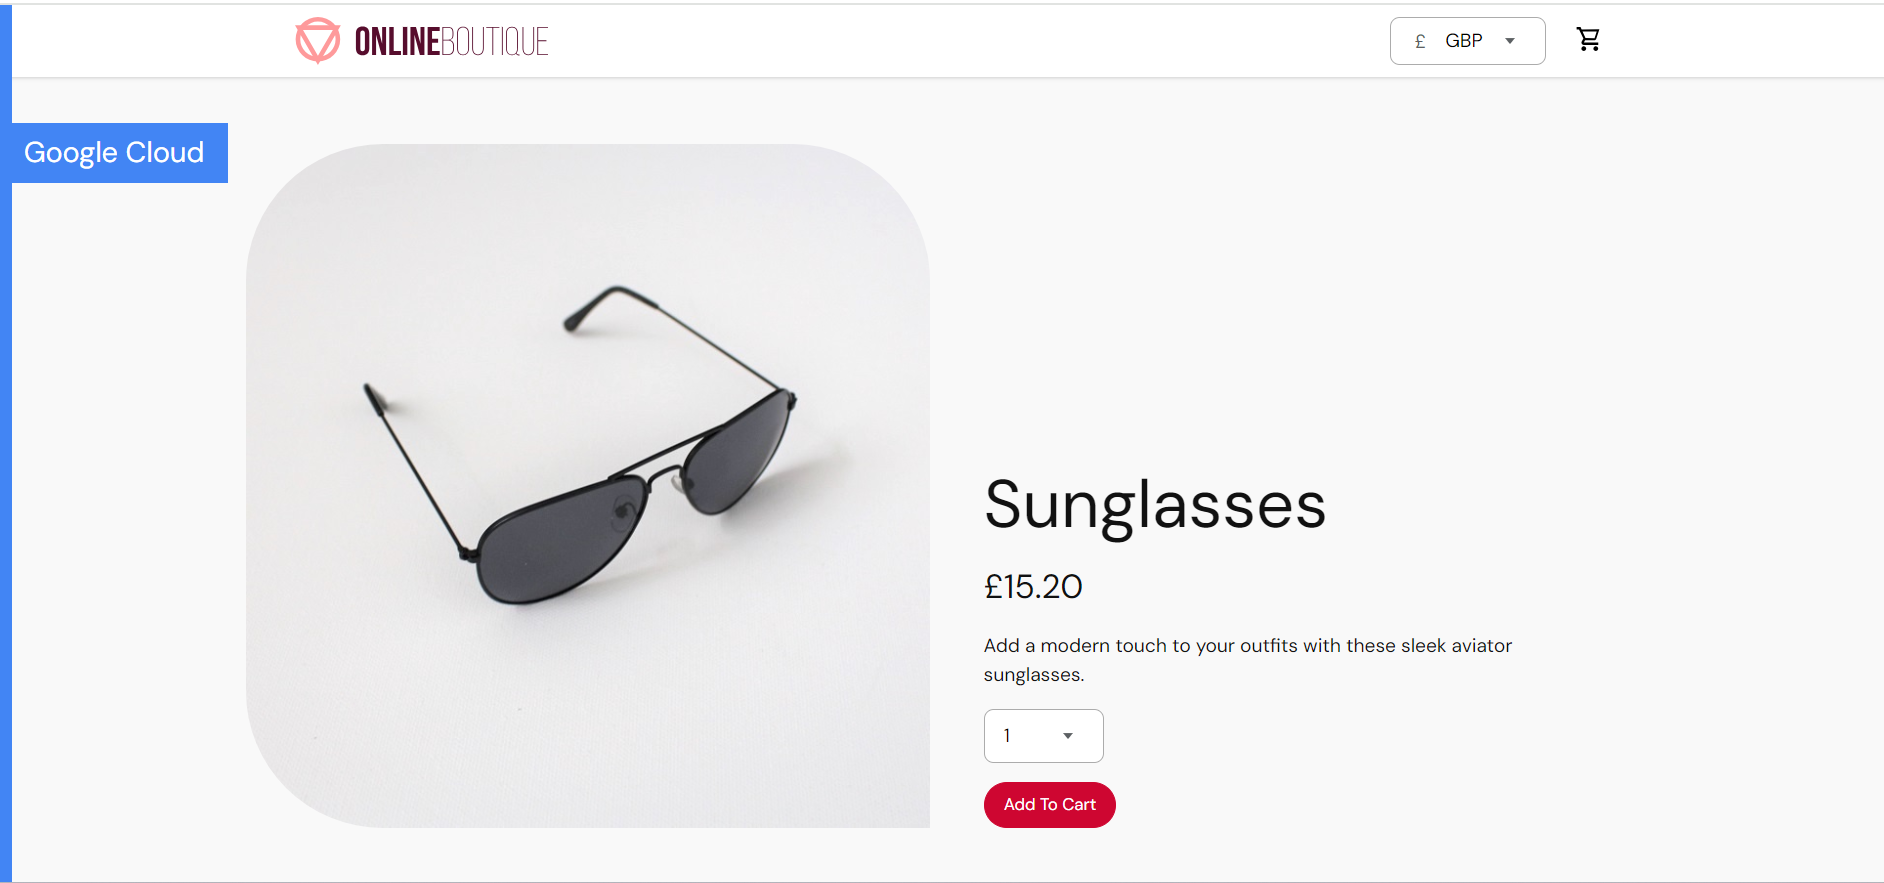 ONLINEBOUTIQUE
£ GBP
Google Cloud
Sunglasses
£15.20
Add a modern touch to your outfits with these sleek aviator
sunglasses.
1
Add To Cart